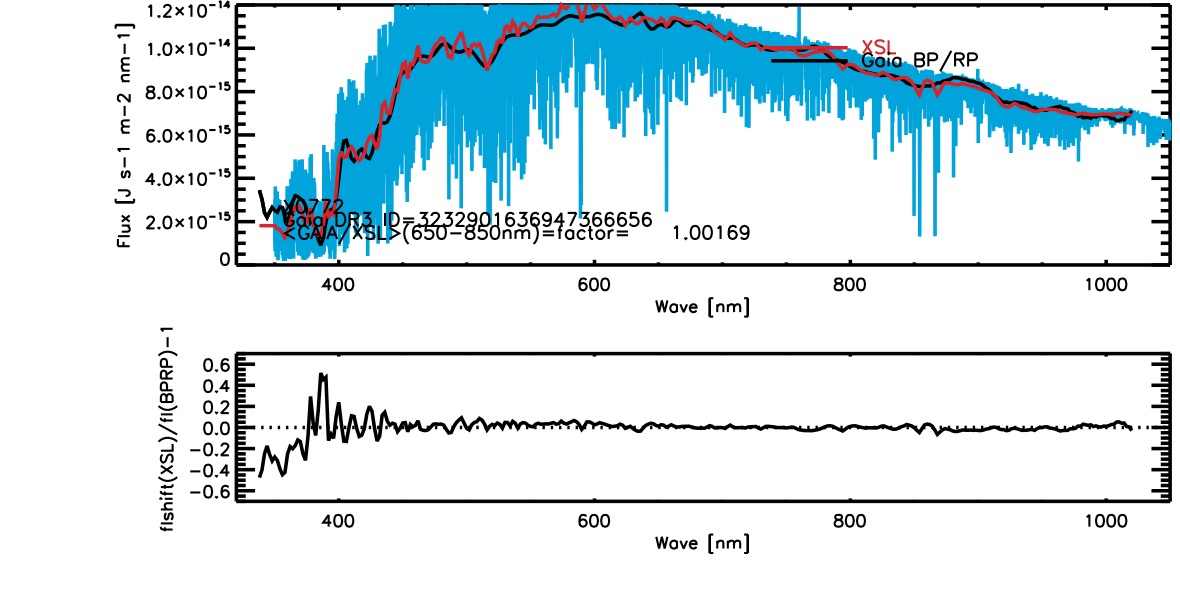 1.2×10⁻¹⁴
1.0×10⁻¹⁴
8.0×10⁻¹⁵
6.0×10⁻¹⁵
4.0×10⁻¹⁵
2.0×10⁻¹⁵
0
Flux [J s−1 m−2 nm−1]
XSL
Gaia BP/RP
X0772
Gaia DR3 ID=3232901636947366656
<GAIA/XSL>(650−850nm)=factor= 1.00169
400 600 800 1000
Wave [nm]
flshift(XSL)/fl(BPRP)−1
0.6
0.4
0.2
0.0
−0.2
−0.4
−0.6
400 600 800 1000
Wave [nm]